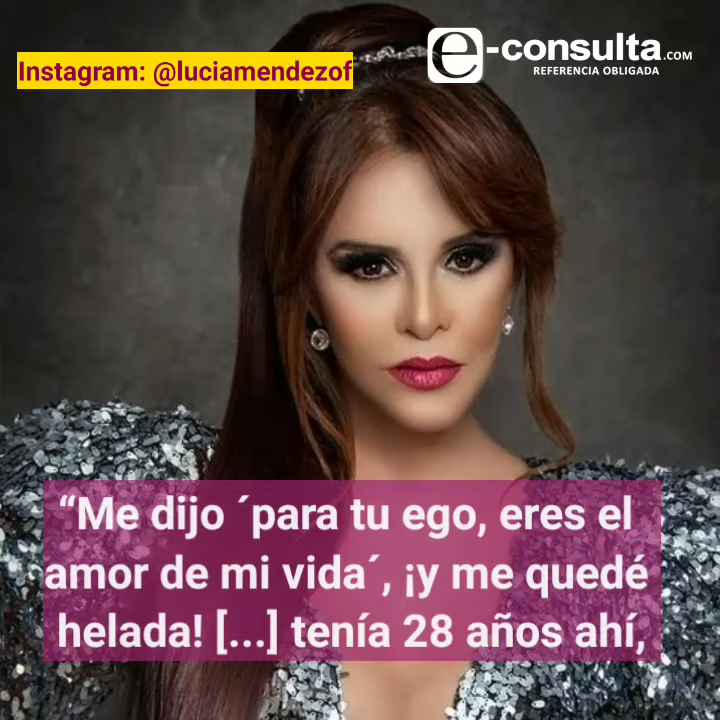 Instagram: @luciamendezof
e-consulta.com
REFERENCIA OBLIGADA
“Me dijo ´para tu ego, eres el
amor de mi vida´, ¡y me quedé
helada! [...] tenía 28 años ahí,